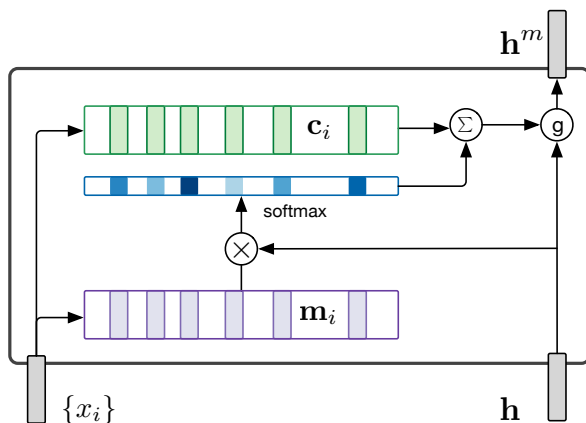 𝐡^m
𝐜_i
Σ
g
softmax
×
𝐦_i
{x_i}
𝐡